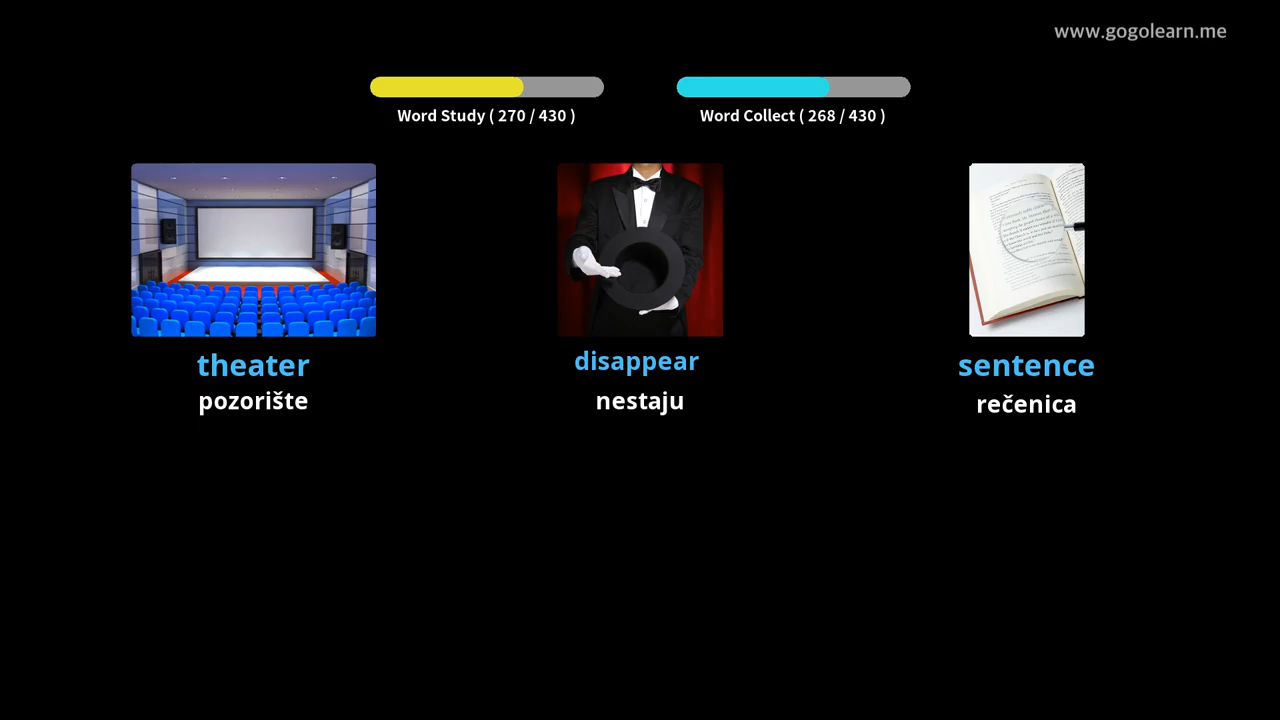 www.gogolearn.me
Word Study ( 270 / 430 )
Word Collect ( 268 / 430 )
theater
disappear
sentence
pozorište
nestaju
rečenica